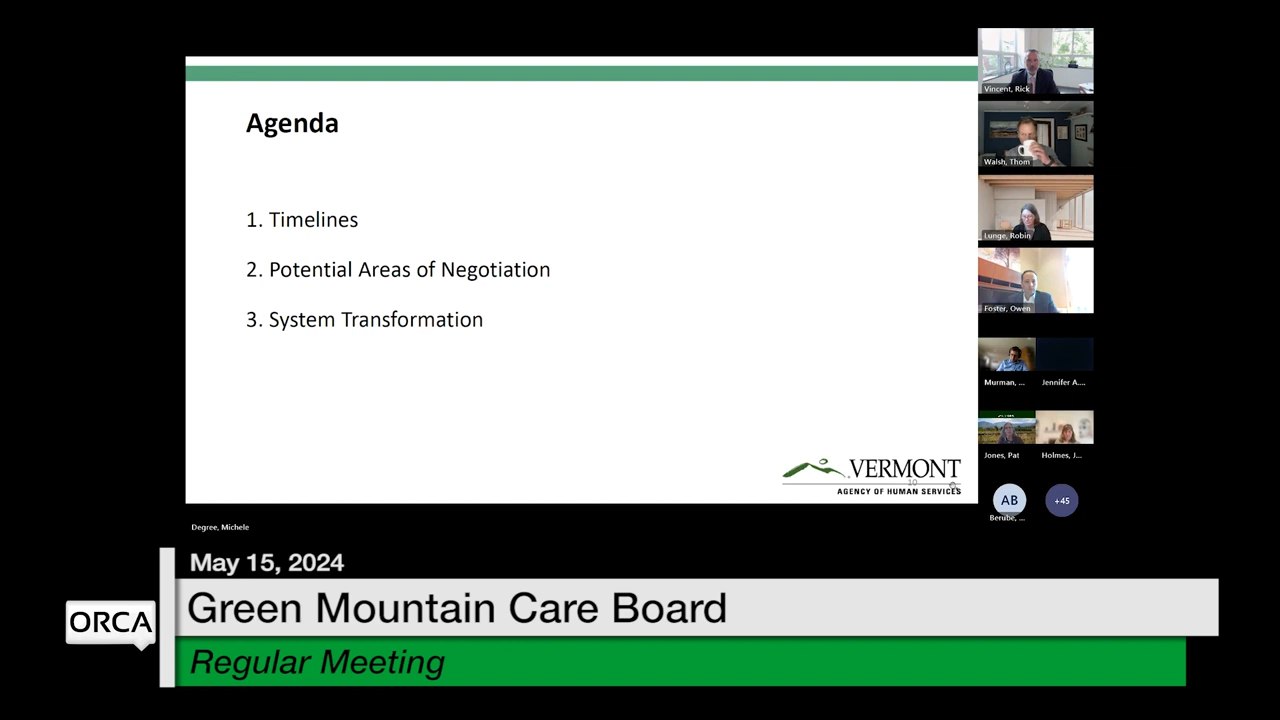 Agenda
1. Timelines
2. Potential Areas of Negotiation
3. System Transformation
VERMONT
10
AGENCY OF HUMAN SERVICES
Vincent, Rick
Walsh, Thom
Lunge, Robin
Foster, Owen
Murman, ...
Jennifer A....
Jones, Pat
Holmes, J...
AB
+45
Berube, ...
Degree, Michele
May 15, 2024
Green Mountain Care Board
ORCA
Regular Meeting